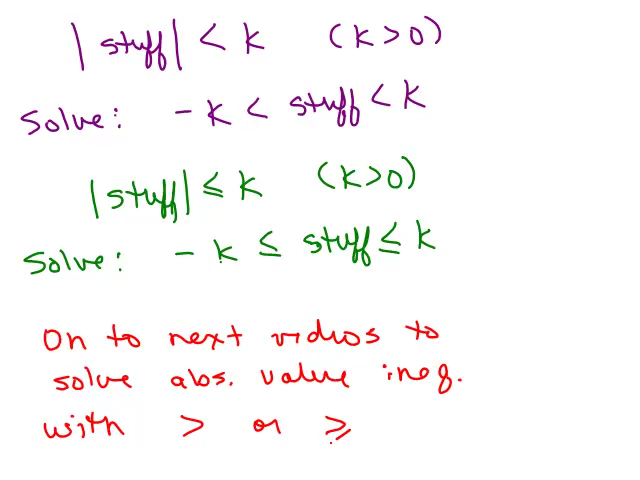 |stuff| < k (k > 0)
Solve: -k < stuff < k
|stuff| ≤ k (k > 0)
Solve: -k ≤ stuff ≤ k
On to next videos to
solve abs. value ineq.
with > or ≥